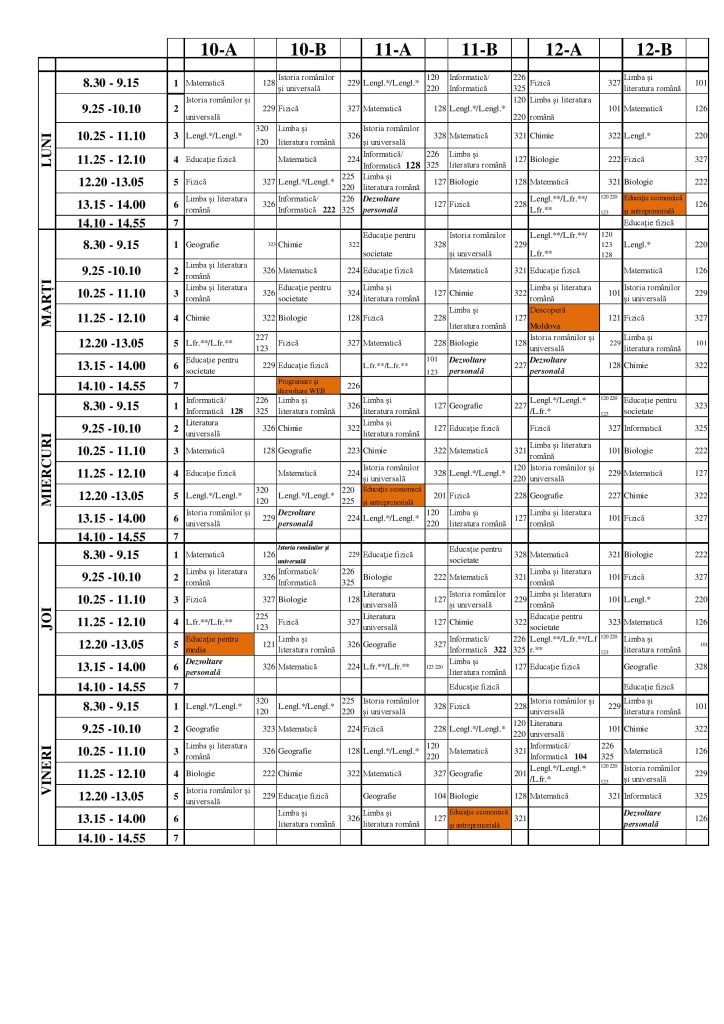 10-A 10-B 11-A 11-B 12-A 12-B
LUNI
8.30 - 9.15 1 Matematică 128 Istoria românilor și universală 229 L.engl.*/L.engl.* 120 220 Informatică/ Informatică 226 325 Fizică 327 Limba și literatura română 101
9.25 -10.10 2 Istoria românilor și universală 229 Fizică 327 Matematică 128 L.engl.*/L.engl.* 120 220 Limba și literatura română 101 Matematică 126
10.25 - 11.10 3 L.engl.*/L.engl.* 320 120 Limba și literatura română 326 Istoria românilor și universală 328 Matematică 321 Chimie 322 L.engl.* 220
11.25 - 12.10 4 Educație fizică Matematică 224 Informatică/ Informatică 128 226 325 Limba și literatura română 127 Biologie 222 Fizică 327
12.20 -13.05 5 Fizică 327 L.engl.*/L.engl.* 225 220 Limba și literatura română 127 Biologie 128 Matematică 321 Biologie 222
13.15 - 14.00 6 Limba și literatura română 326 Informatică/ Informatică 222 226 325 Dezvoltare personală 127 Fizică 228 L.engl.**/L.fr.**/ L.fr.** 120 220 123 Educație economică și antreprenorială 126
14.10 - 14.55 7 Educație fizică
MARȚI
8.30 - 9.15 1 Geografie 323 Chimie 322 Educație pentru societate 328 Istoria românilor și universală 229 L.engl.**/L.fr.**/ L.fr.** 120 123 128 L.engl.* 220
9.25 -10.10 2 Limba și literatura română 326 Matematică 224 Educație fizică Matematică 321 Educație fizică Matematică 126
10.25 - 11.10 3 Limba și literatura română 326 Educație pentru societate 324 Limba și literatura română 127 Chimie 322 Limba și literatura română 101 Istoria românilor și universală 229
11.25 - 12.10 4 Chimie 322 Biologie 128 Fizică 228 Limba și literatura română 127 Descoperă Moldova 121 Fizică 327
12.20 -13.05 5 L.fr.**/L.fr.** 227 123 Fizică 327 Matematică 228 Biologie 128 Istoria românilor și universală 229 Limba și literatura română 101
13.15 - 14.00 6 Educație pentru societate 229 Educație fizică L.fr.**/L.fr.** 101 123 Dezvoltare personală 227 Dezvoltare personală 128 Chimie 322
14.10 - 14.55 7 Programare și dezvoltare WEB 226
MIERCURI
8.30 - 9.15 1 Informatică/ Informatică 128 226 325 Limba și literatura română 326 Limba și literatura română 127 Geografie 227 L.engl.*/L.engl.* /L.fr.* 120 220 123 Educație pentru societate 323
9.25 -10.10 2 Literatura universală 326 Chimie 322 Limba și literatura română 127 Educație fizică Fizică 327 Informatică 325
10.25 - 11.10 3 Matematică 128 Geografie 223 Chimie 322 Matematică 321 Limba și literatura română 101 Biologie 222
11.25 - 12.10 4 Educație fizică Matematică 224 Istoria românilor și universală 328 L.engl.*/L.engl.* 120 220 Istoria românilor și universală 229 Matematică 127
12.20 -13.05 5 L.engl.*/L.engl.* 320 120 L.engl.*/L.engl.* 220 225 Educație economică și antreprenorială 201 Fizică 228 Geografie 227 Chimie 322
13.15 - 14.00 6 Istoria românilor și universală 229 Dezvoltare personală 224 L.engl.*/L.engl.* 120 220 Limba și literatura română 127 Limba și literatura română 101 Fizică 327
14.10 - 14.55 7
JOI
8.30 - 9.15 1 Matematică 126 Istoria românilor și universală 229 Educație fizică Educație pentru societate 328 Matematică 321 Biologie 222
9.25 -10.10 2 Limba și literatura română 326 Informatică/ Informatică 226 325 Biologie 222 Matematică 321 Limba și literatura română 101 Fizică 327
10.25 - 11.10 3 Fizică 327 Biologie 128 Literatura universală 127 Istoria românilor și universală 229 Limba și literatura română 101 L.engl.* 220
11.25 - 12.10 4 L.fr.**/L.fr.** 225 123 Fizică 327 Literatura universală 127 Chimie 322 Educație pentru societate 323 Matematică 126
12.20 -13.05 5 Educație pentru media 121 Limba și literatura română 326 Geografie 327 Informatică/ Informatică 322 226 325 L.engl.**/L.fr.**/L.f r.** 120 220 123 Limba și literatura română 101
13.15 - 14.00 6 Dezvoltare personală 326 Matematică 224 L.fr.**/L.fr.** 123 220 Limba și literatura română 127 Educație fizică Geografie 328
14.10 - 14.55 7 Educație fizică Educație fizică
VINERI
8.30 - 9.15 1 L.engl.*/L.engl.* 320 120 L.engl.*/L.engl.* 225 220 Istoria românilor și universală 328 Fizică 228 Istoria românilor și universală 229 Limba și literatura română 101
9.25 -10.10 2 Geografie 323 Matematică 224 Fizică 228 L.engl.*/L.engl.* 120 220 Literatura universală 101 Chimie 322
10.25 - 11.10 3 Limba și literatura română 326 Geografie 128 L.engl.*/L.engl.* 120 220 Matematică 321 Informatică/ Informatică 104 226 325 Matematică 126
11.25 - 12.10 4 Biologie 222 Chimie 322 Matematică 327 Geografie 201 L.engl.*/L.engl.* /L.fr.* 120 220 123 Istoria românilor și universală 229
12.20 -13.05 5 Istoria românilor și universală 229 Educație fizică Geografie 104 Biologie 128 Matematică 321 Informatică 325
13.15 - 14.00 6 Limba și literatura română 326 Limba și literatura română 127 Educație economică și antreprenorială 321 Dezvoltare personală 126
14.10 - 14.55 7